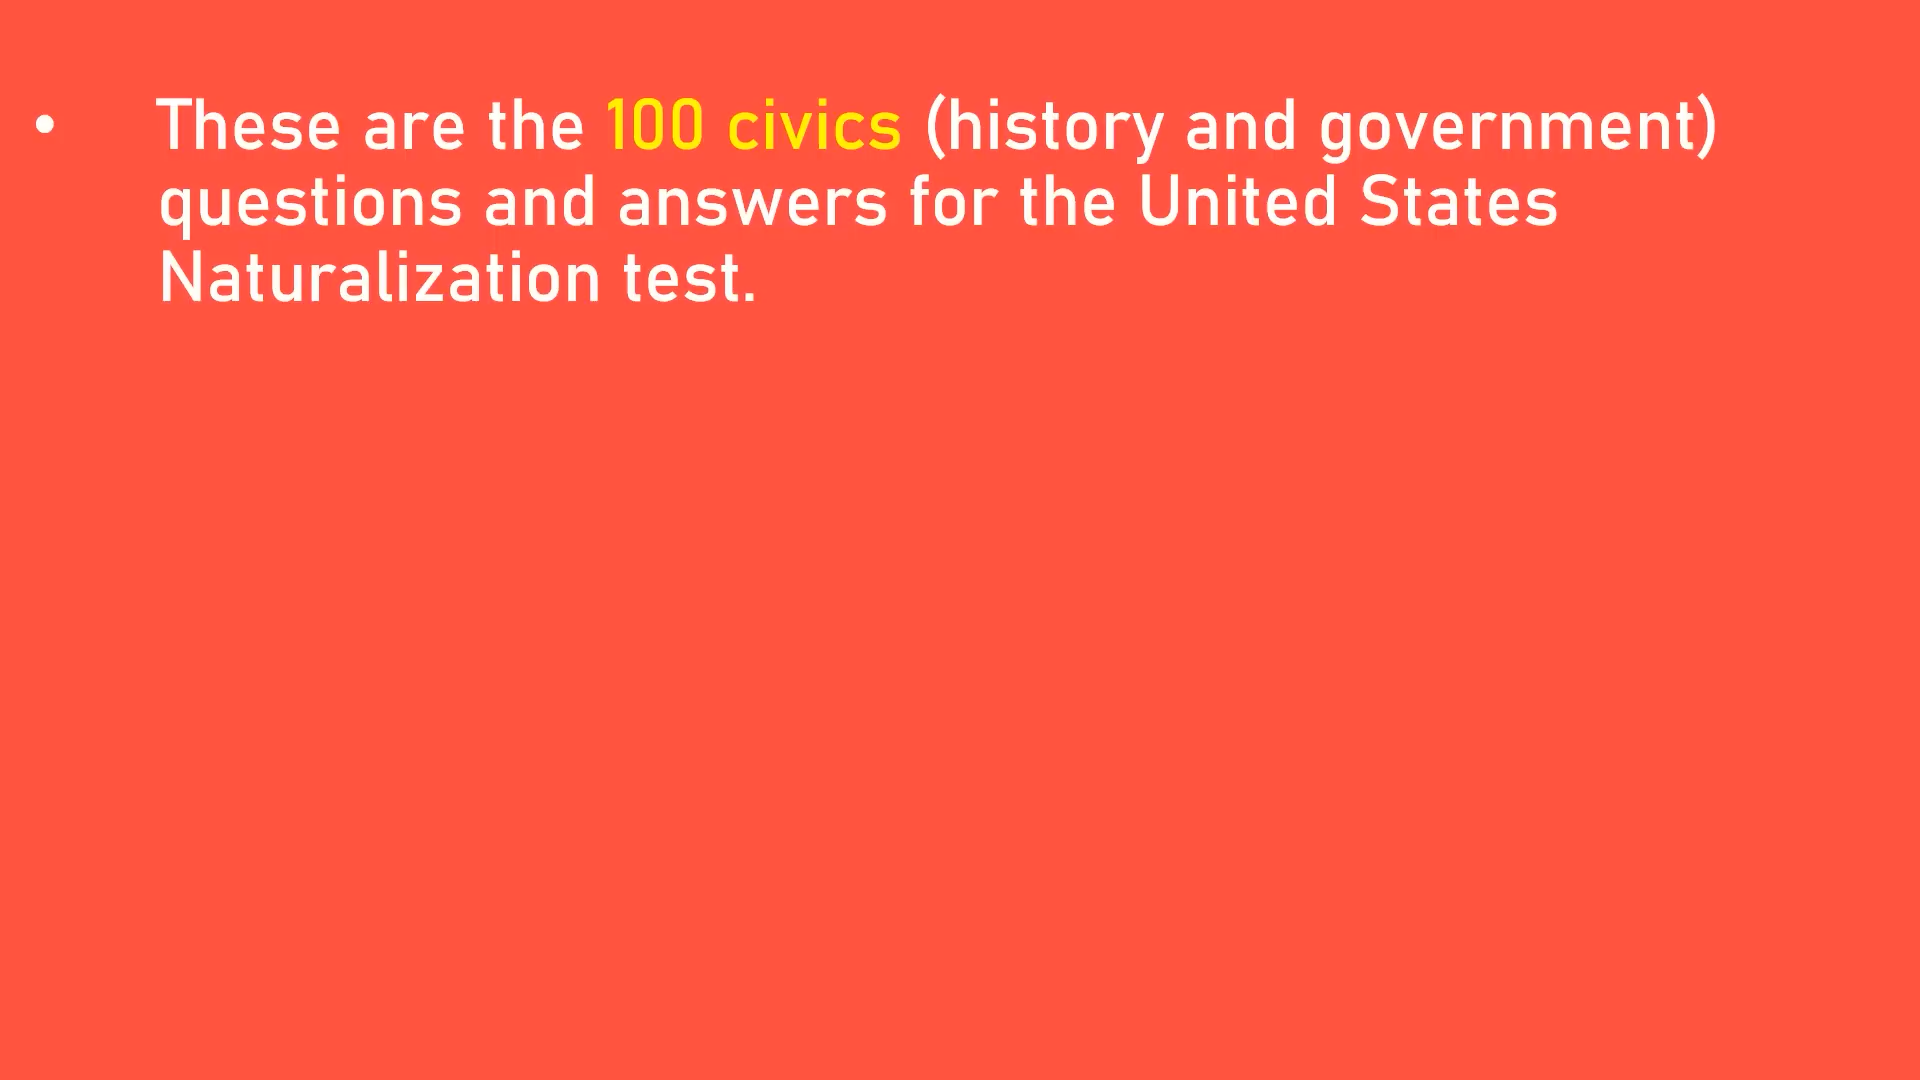 • These are the 100 civics (history and government)
questions and answers for the United States
Naturalization test.